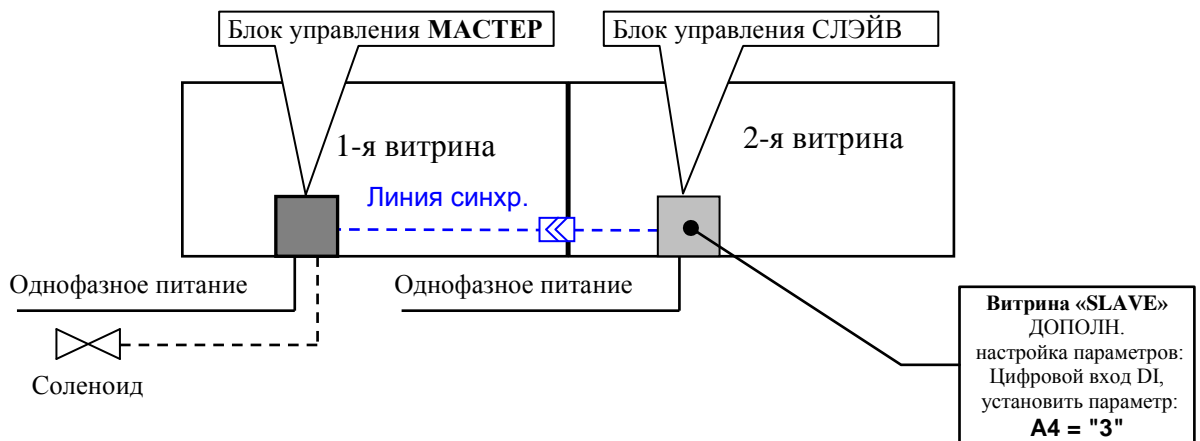 Блок управления МАСТЕР
Блок управления СЛЭЙВ
1-я витрина
2-я витрина
Линия синхр.
Однофазное питание
Однофазное питание
Соленоид
Витрина «SLAVE»
ДОПОЛН.
настройка параметров:
Цифровой вход DI,
установить параметр:
A4 = "3"